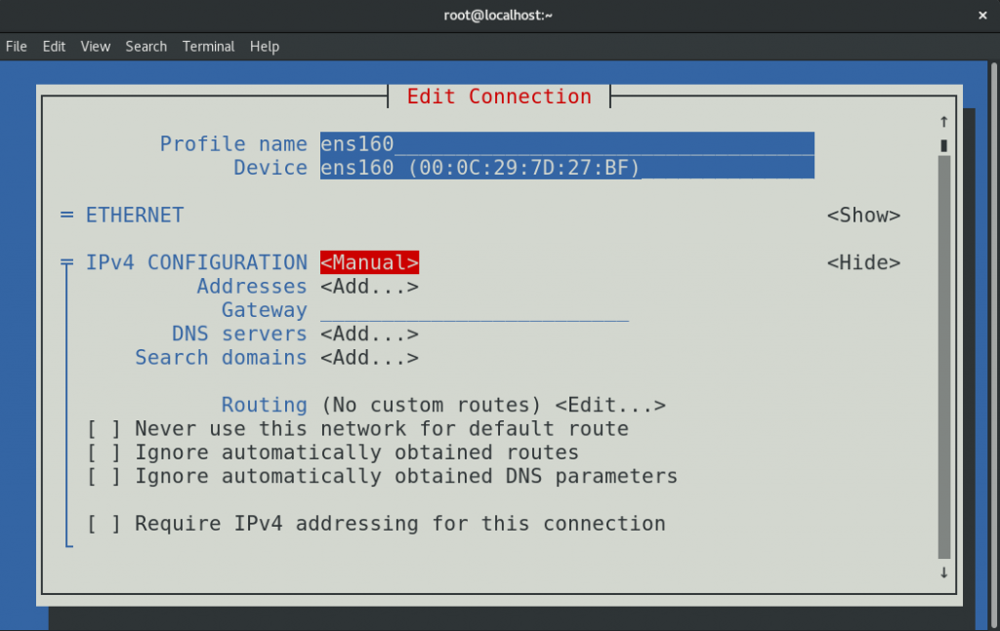 root@localhost:~
File Edit View Search Terminal Help
Edit Connection
Profile name ens160
Device ens160 (00:0C:29:7D:27:BF)
= ETHERNET <Show>
IPv4 CONFIGURATION <Manual> <Hide>
Addresses <Add...>
Gateway
DNS servers <Add...>
Search domains <Add...>
Routing (No custom routes) <Edit...>
[ ] Never use this network for default route
[ ] Ignore automatically obtained routes
[ ] Ignore automatically obtained DNS parameters
[ ] Require IPv4 addressing for this connection